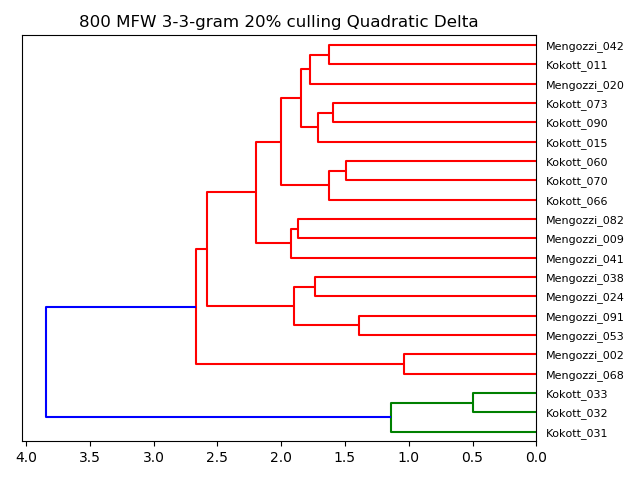 800 MFW 3-3-gram 20% culling Quadratic Delta
Mengozzi_042
Kokott_011
Mengozzi_020
Kokott_073
Kokott_090
Kokott_015
Kokott_060
Kokott_070
Kokott_066
Mengozzi_082
Mengozzi_009
Mengozzi_041
Mengozzi_038
Mengozzi_024
Mengozzi_091
Mengozzi_053
Mengozzi_002
Mengozzi_068
Kokott_033
Kokott_032
Kokott_031
4.0 3.5 3.0 2.5 2.0 1.5 1.0 0.5 0.0